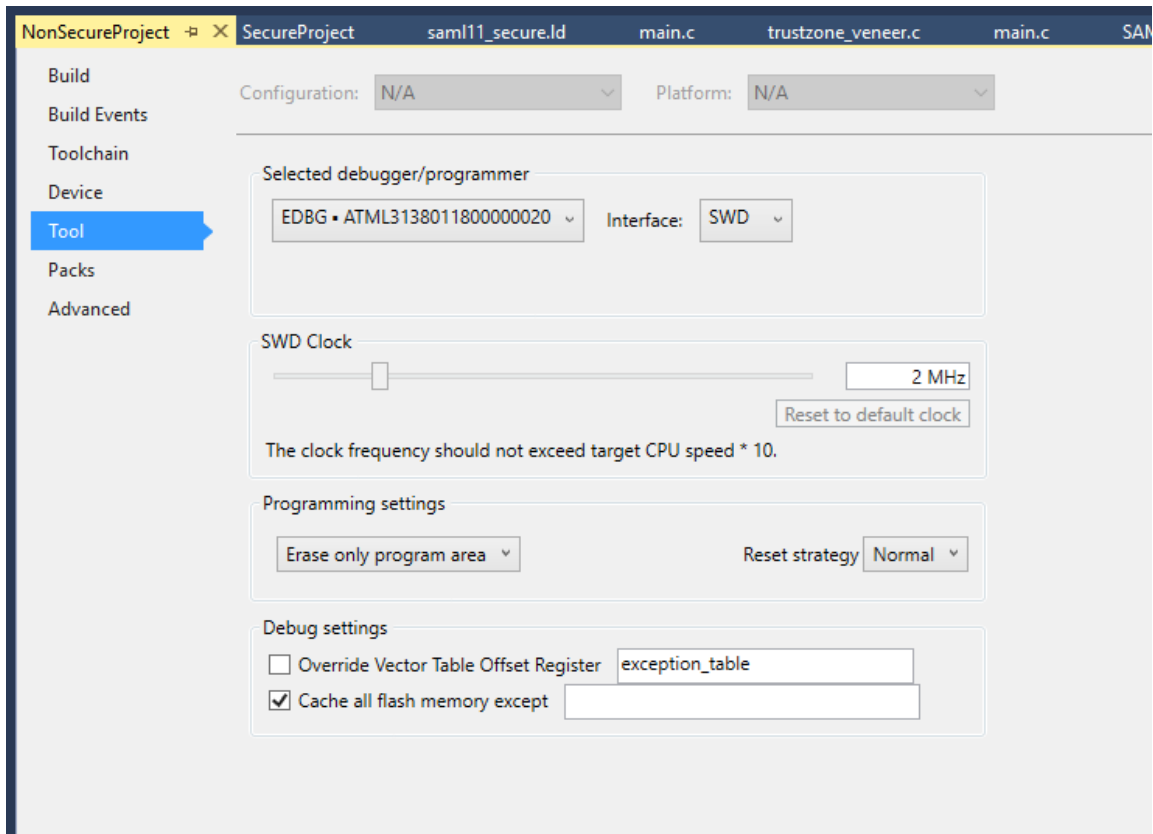 NonSecureProject SecureProject saml11_secure.ld main.c trustzone_veneer.c main.c SAM
Build
Build Events
Toolchain
Device
Tool
Packs
Advanced
Configuration: N/A Platform: N/A
Selected debugger/programmer
EDBG • ATML3138011800000020 Interface: SWD
SWD Clock
2 MHz
Reset to default clock
The clock frequency should not exceed target CPU speed * 10.
Programming settings
Erase only program area Reset strategy Normal
Debug settings
Override Vector Table Offset Register exception_table
Cache all flash memory except